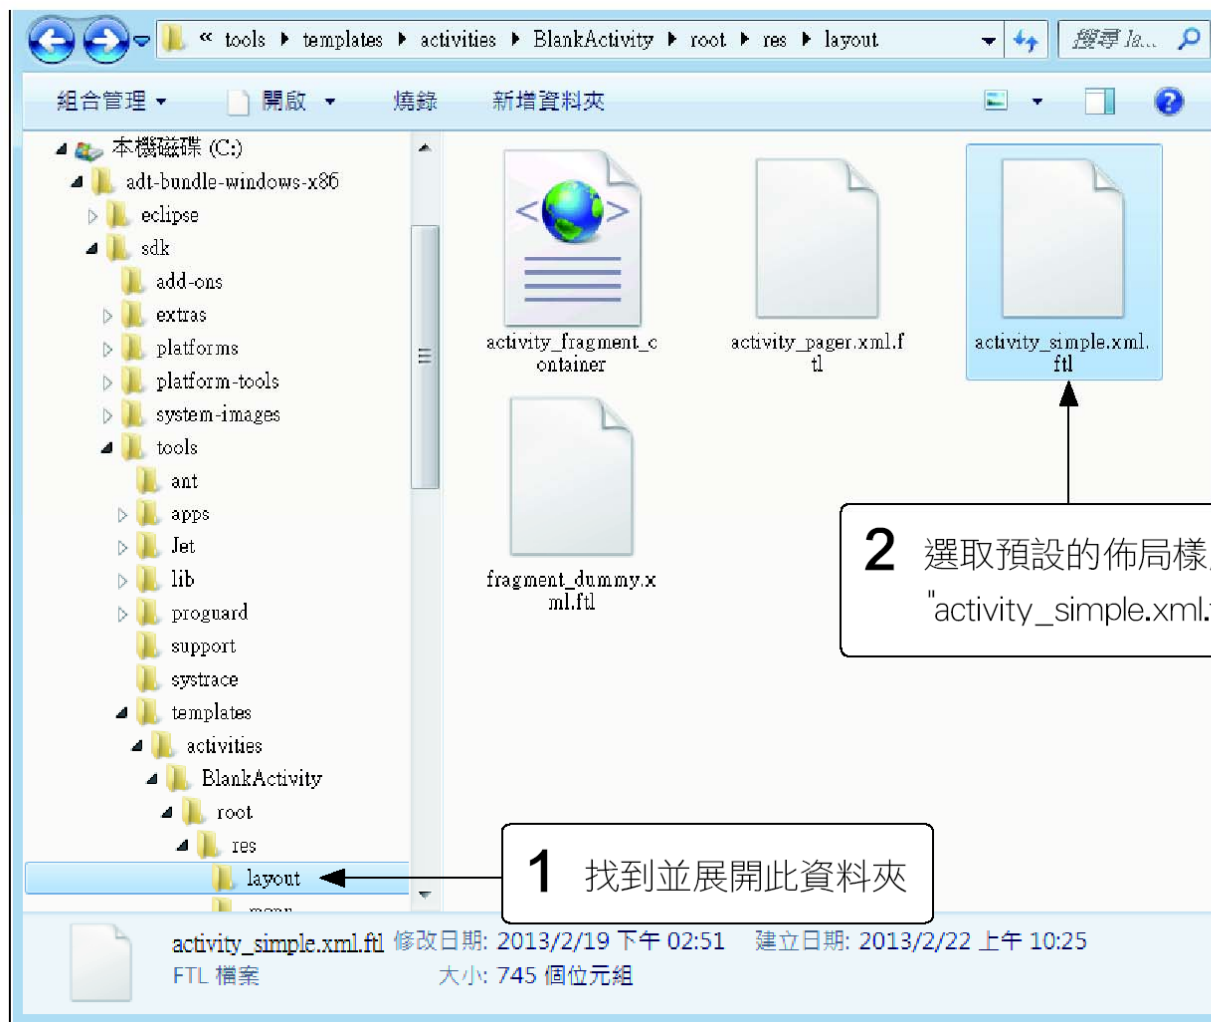 « tools ▸ templates ▸ activities ▸ BlankActivity ▸ root ▸ res ▸ layout
搜尋 la...
組合管理 開啟 燒錄 新增資料夾
本機磁碟 (C:)
adt-bundle-windows-x86
eclipse
sdk
add-ons
extras
platforms
platform-tools
system-images
tools
ant
apps
Jet
lib
proguard
support
systrace
templates
activities
BlankActivity
root
res
layout
activity_fragment_c
ontainer
activity_pager.xml.f
tl
activity_simple.xml.
ftl
fragment_dummy.x
ml.ftl
2 選取預設的佈局樣
"activity_simple.xml.
1 找到並展開此資料夾
activity_simple.xml.ftl 修改日期: 2013/2/19 下午 02:51 建立日期: 2013/2/22 上午 10:25
FTL 檔案 大小: 745 個位元組